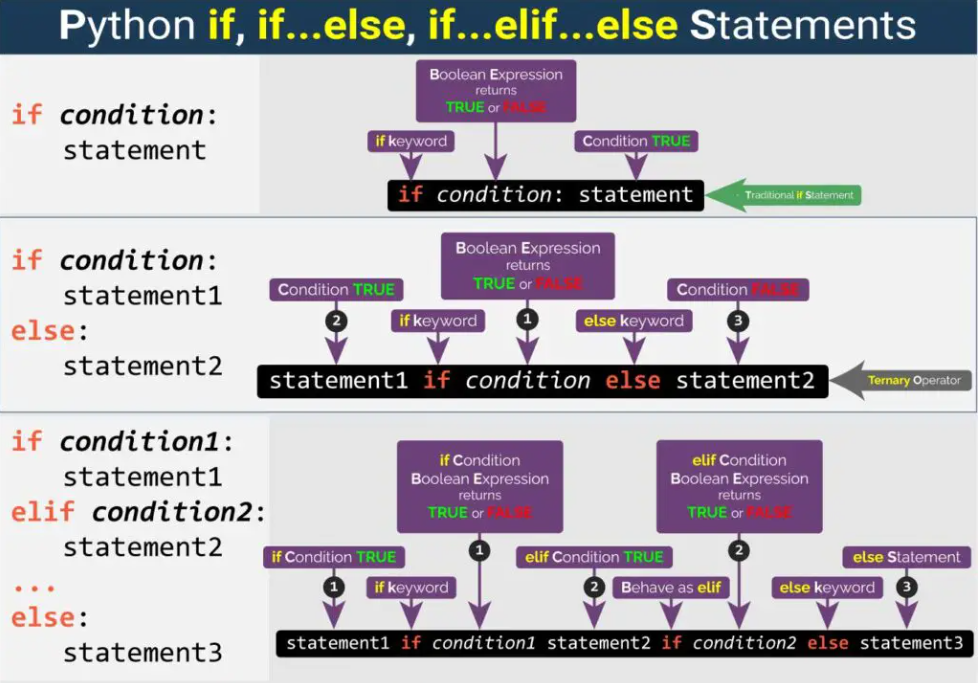 Python if, if...else, if...elif...else Statements
if condition:
statement
Boolean Expression
returns
TRUE or FALSE
if keyword
Condition TRUE
if condition: statement
Traditional if Statement
if condition:
statement1
else:
statement2
Boolean Expression
returns
TRUE or FALSE
Condition TRUE
Condition FALSE
2
if keyword
1
else keyword
3
statement1 if condition else statement2
Ternary Operator
if condition1:
statement1
elif condition2:
statement2
...
else:
statement3
if Condition
Boolean Expression
returns
TRUE or FALSE
elif Condition
Boolean Expression
returns
TRUE or FALSE
if Condition TRUE
1
elif Condition TRUE
2
else Statement
1
if keyword
2
Behave as elif
else keyword
3
statement1 if condition1 statement2 if condition2 else statement3